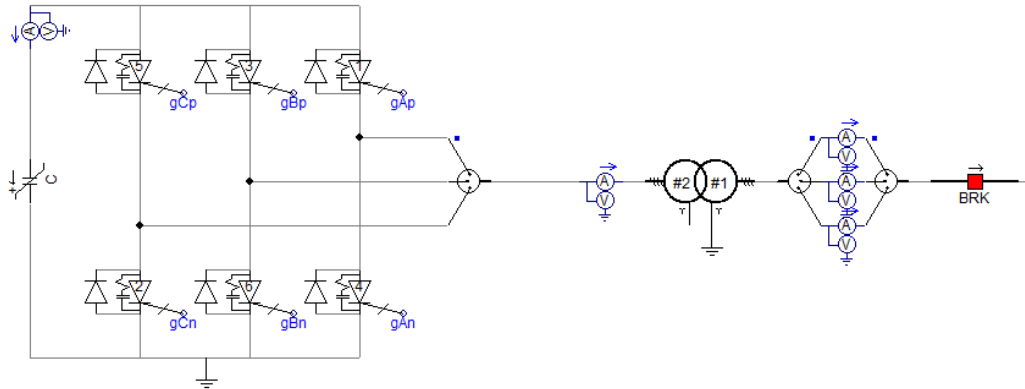 A V
5 3 1
gCp gBp gAp
A
V
+ C
A
V
#2 #1
A
V
A
V
BRK
2 6 4
gCn gBn gAn